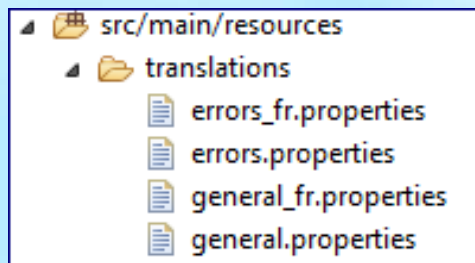 src/main/resources
translations
errors_fr.properties
errors.properties
general_fr.properties
general.properties